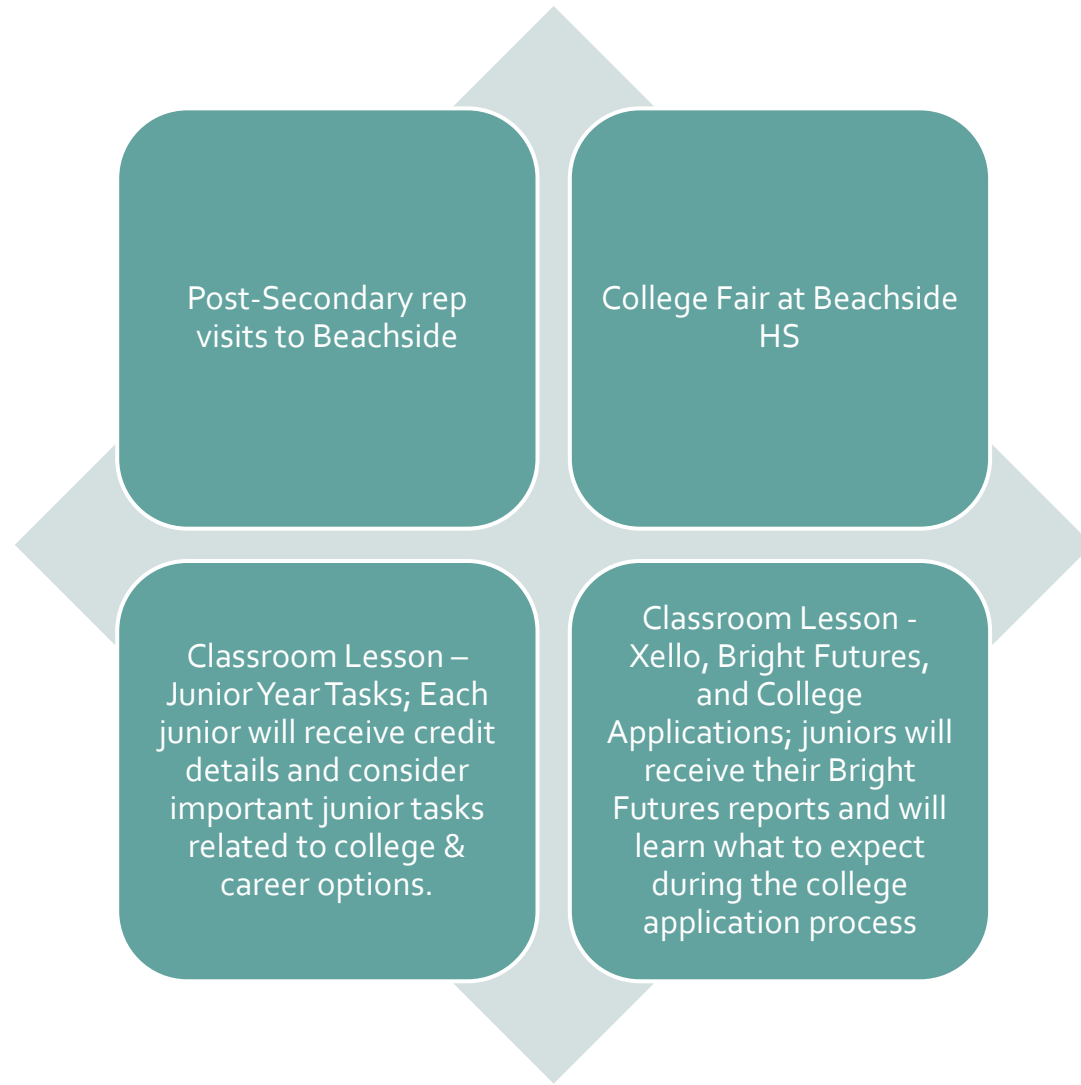 Post-Secondary rep
visits to Beachside
College Fair at Beachside
HS
Classroom Lesson –
Junior Year Tasks; Each
junior will receive credit
details and consider
important junior tasks
related to college &
career options.
Classroom Lesson -
Xello, Bright Futures,
and College
Applications; juniors will
receive their Bright
Futures reports and will
learn what to expect
during the college
application process